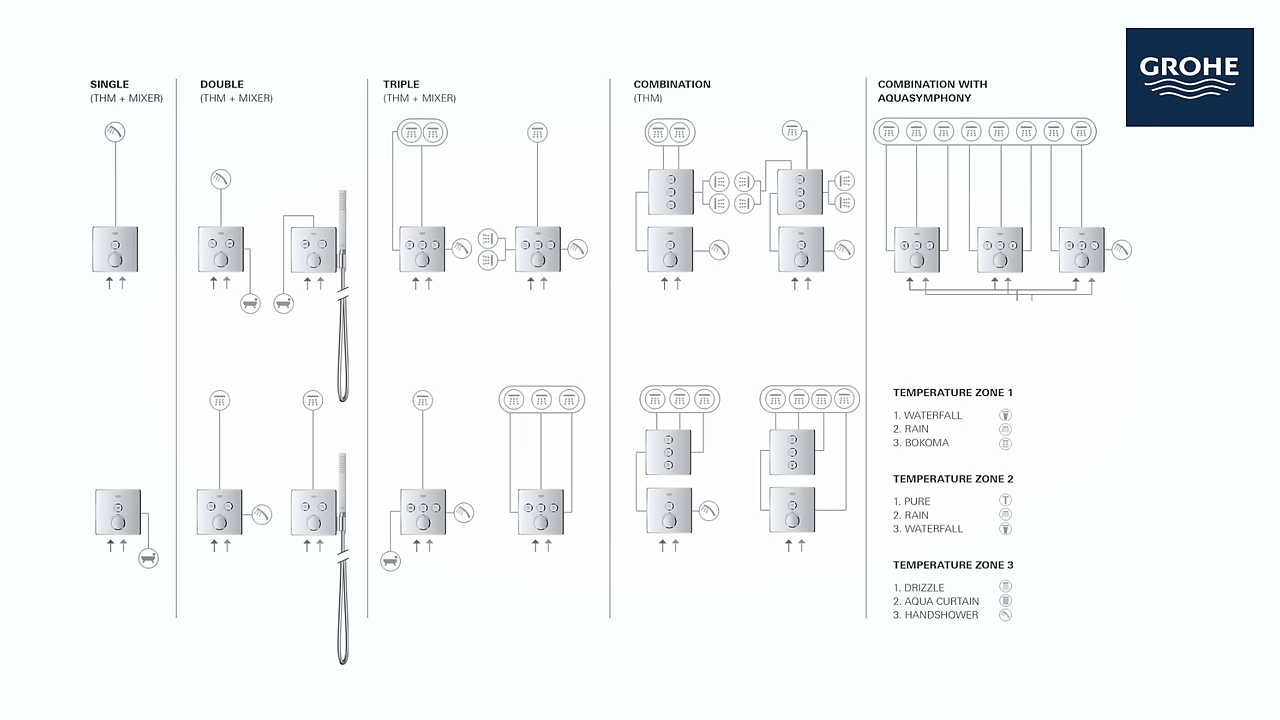 GROHE
SINGLE
(THM + MIXER)
DOUBLE
(THM + MIXER)
TRIPLE
(THM + MIXER)
COMBINATION
(THM)
COMBINATION WITH
AQUASYMPHONY
TEMPERATURE ZONE 1
1. WATERFALL
2. RAIN
3. BOKOMA
TEMPERATURE ZONE 2
1. PURE
2. RAIN
3. WATERFALL
TEMPERATURE ZONE 3
1. DRIZZLE
2. AQUA CURTAIN
3. HANDSHOWER